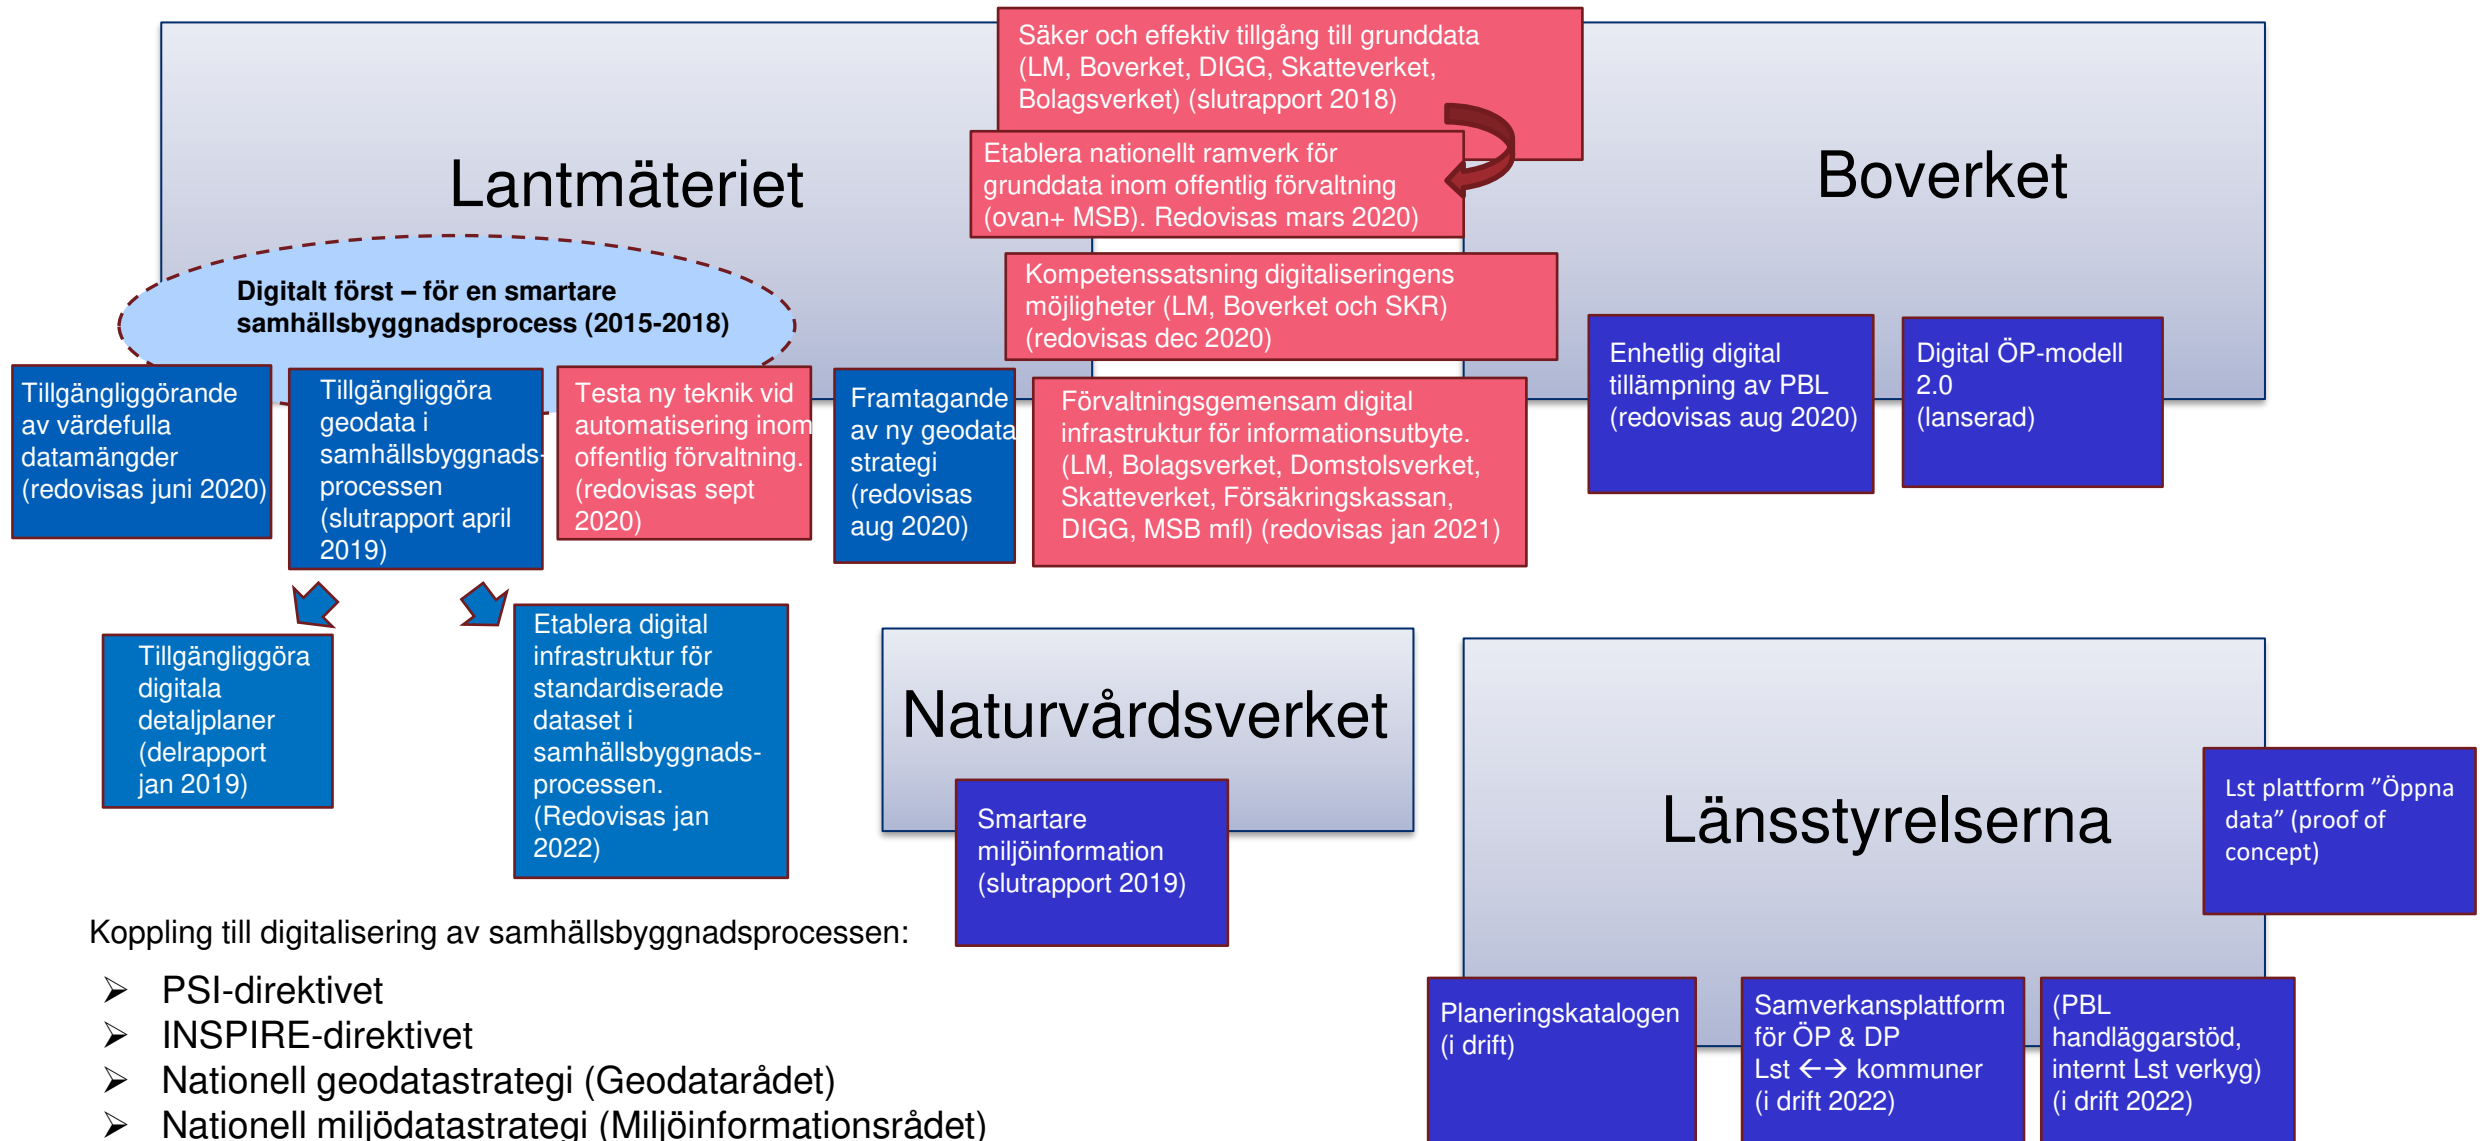 Säker och effektiv tillgång till grunddata
(LM, Boverket, DIGG, Skatteverket,
Bolagsverket) (slutrapport 2018)
Lantmäteriet
Etablera nationellt ramverk för
grunddata inom offentlig förvaltning
(ovan+ MSB). Redovisas mars 2020)
Boverket
Digitalt först – för en smartare
samhällsbyggnadsprocess (2015-2018)
Kompetenssatsning digitaliseringens
möjligheter (LM, Boverket och SKR)
(redovisas dec 2020)
Tillgängliggörande
av värdefulla
datamängder
(redovisas juni 2020)
Tillgängliggöra
geodata i
samhällsbyggnads-
processen
(slutrapport april
2019)
Testa ny teknik vid
automatisering inom
offentlig förvaltning.
(redovisas sept
2020)
Framtagande
av ny geodata
strategi
(redovisas
aug 2020)
Förvaltningsgemensam digital
infrastruktur för informationsutbyte.
(LM, Bolagsverket, Domstolsverket,
Skatteverket, Försäkringskassan,
DIGG, MSB mfl) (redovisas jan 2021)
Enhetlig digital
tillämpning av PBL
(redovisas aug 2020)
Digital ÖP-modell
2.0
(lanserad)
Tillgängliggöra
digitala
detaljplaner
(delrapport
jan 2019)
Etablera digital
infrastruktur för
standardiserade
dataset i
samhällsbyggnads-
processen.
(Redovisas jan
2022)
Naturvårdsverket
Smartare
miljöinformation
(slutrapport 2019)
Länsstyrelserna
Lst plattform ”Öppna
data” (proof of
concept)
Planeringskatalogen
(i drift)
Samverkansplattform
för ÖP & DP
Lst ←→ kommuner
(i drift 2022)
(PBL
handläggarstöd,
internt Lst verkyg)
(i drift 2022)
Koppling till digitalisering av samhällsbyggnadsprocessen:
➢ PSI-direktivet
➢ INSPIRE-direktivet
➢ Nationell geodatastrategi (Geodatarådet)
➢ Nationell miljödatastrategi (Miljöinformationsrådet)